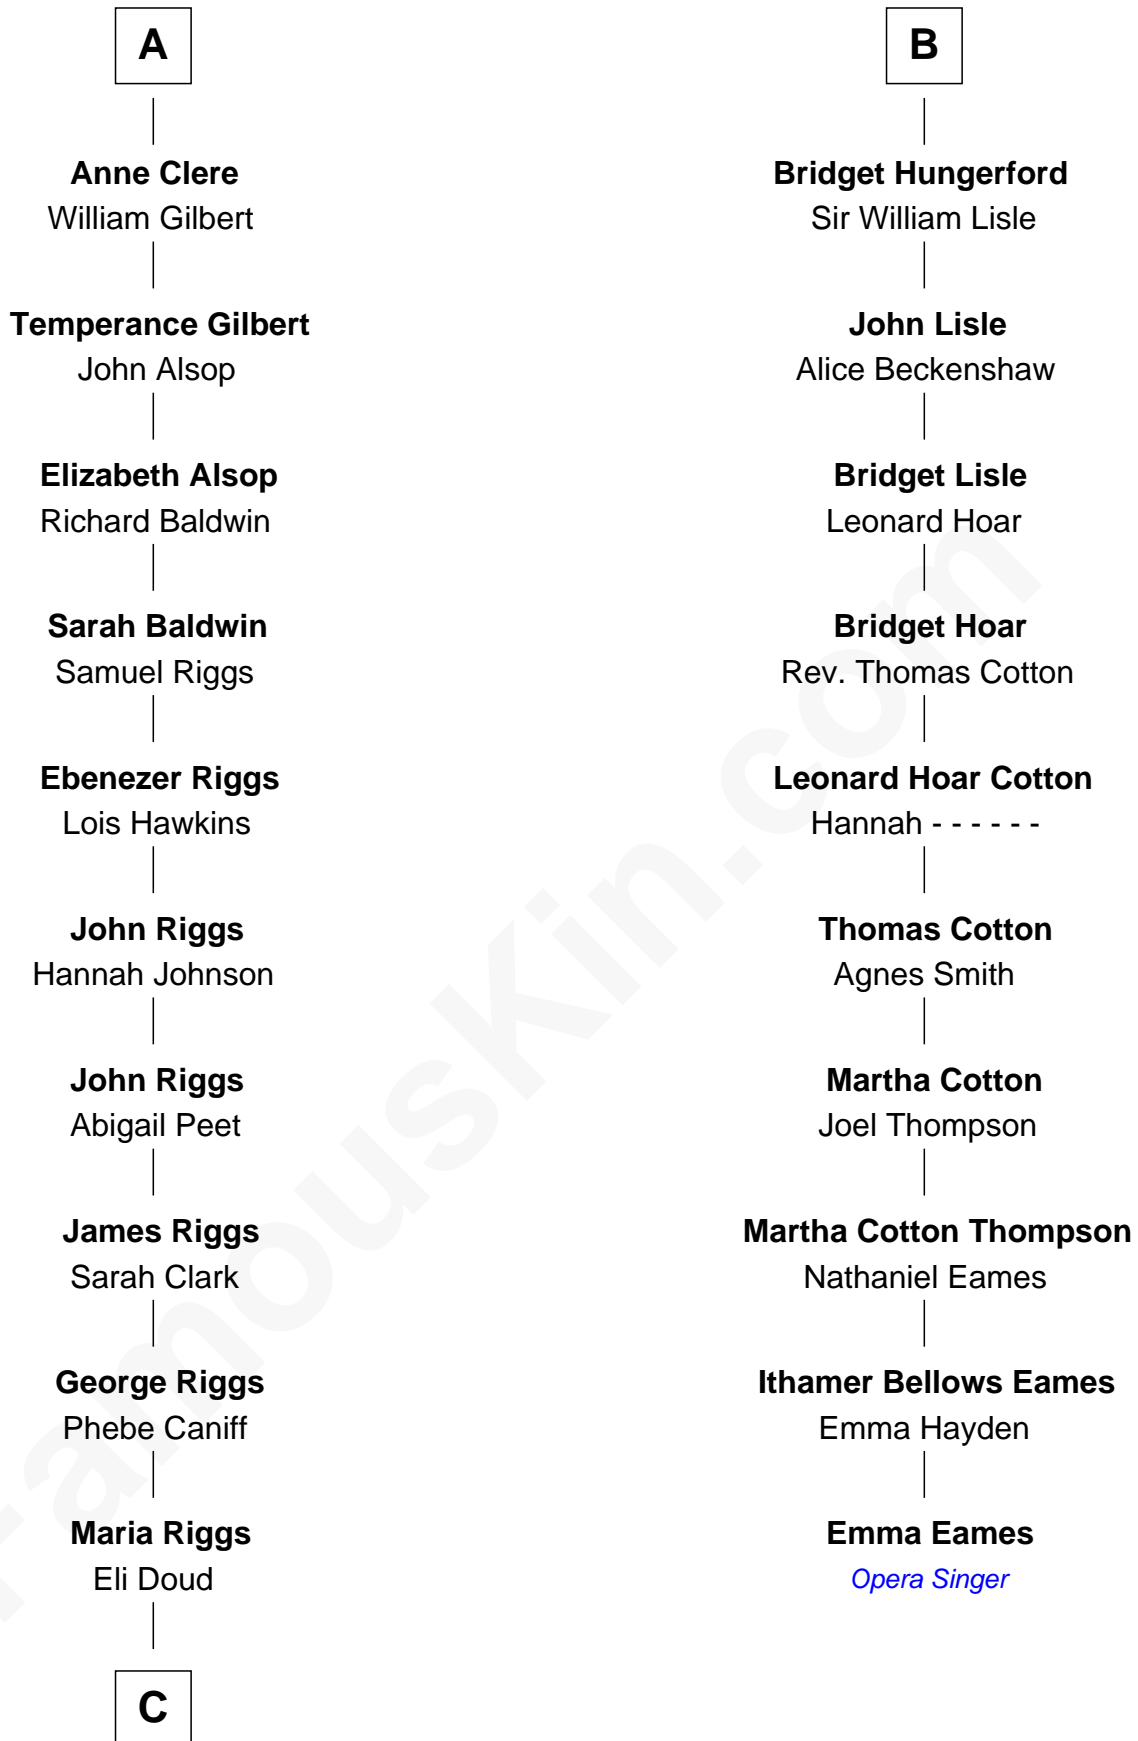 A
Anne Clere
William Gilbert
Temperance Gilbert
John Alsop
Elizabeth Alsop
Richard Baldwin
Sarah Baldwin
Samuel Riggs
Ebenezer Riggs
Lois Hawkins
John Riggs
Hannah Johnson
John Riggs
Abigail Peet
James Riggs
Sarah Clark
George Riggs
Phebe Caniff
Maria Riggs
Eli Doud
C
B
Bridget Hungerford
Sir William Lisle
John Lisle
Alice Beckenshaw
Bridget Lisle
Leonard Hoar
Bridget Hoar
Rev. Thomas Cotton
Leonard Hoar Cotton
Hannah - - - - - -
Thomas Cotton
Agnes Smith
Martha Cotton
Joel Thompson
Martha Cotton Thompson
Nathaniel Eames
Ithamer Bellows Eames
Emma Hayden
Emma Eames
Opera Singer
FamousKin.com